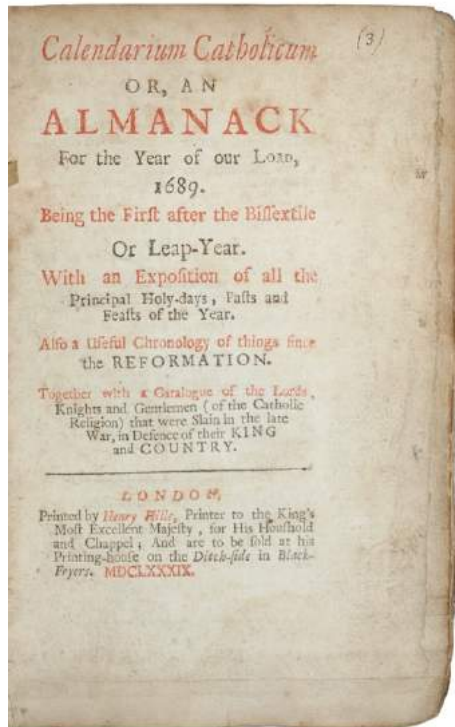 Calendarium Catholicum
(3)
OR, AN
ALMANACK
For the Year of our LORD,
1689.
Being the Firſt after the Biſſextile
Or Leap-Year.
With an Expoſition of all the
Principal Holy-days, Faſts and
Feaſts of the Year.
Alſo a Uſeful Chronology of things ſince
the REFORMATION.
Together with a Catalogue of the Lords,
Knights and Gentlemen (of the Catholic
Religion) that were Slain in the late
War, in Defence of their KING
and COUNTRY.
LONDON,
Printed by Henry Hills, Printer to the King's
Moſt Excellent Majeſty, for His Houſhold
and Chappel; And are to be ſold at his
Printing-houſe on the Ditch-ſide in Black-
Fryers. MDCLXXXIX.